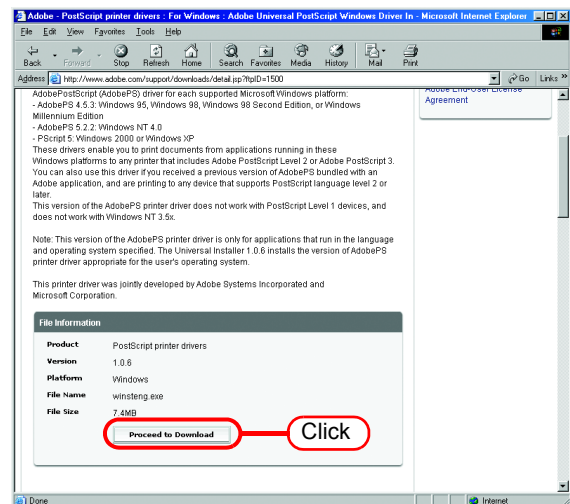 Adobe - PostScript printer drivers : For Windows : Adobe Universal PostScript Windows Driver In - Microsoft Internet Explorer
File Edit View Favorites Tools Help
Back Forward Stop Refresh Home Search Favorites Media History Mail Print
Address http://www.adobe.com/support/downloads/detail.jsp?ftpID=1500 Go Links »
AdobePostScript (AdobePS) driver for each supported Microsoft Windows platform:
- AdobePS 4.5.3: Windows 95, Windows 98, Windows 98 Second Edition, or Windows
Millennium Edition
- AdobePS 5.2.2: Windows NT 4.0
- PScript 5: Windows 2000 or Windows XP
These drivers enable you to print documents from applications running in these
Windows platforms to any printer that includes Adobe PostScript Level 2 or Adobe PostScript 3.
You can also use this driver if you received a previous version of AdobePS bundled with an
Adobe application, and are printing to any device that supports PostScript language level 2 or
later.
This version of the AdobePS printer driver does not work with PostScript Level 1 devices, and
does not work with Windows NT 3.5x.
Note: This version of the AdobePS printer driver is only for applications that run in the language
and operating system specified. The Universal Installer 1.0.6 installs the version of AdobePS
printer driver appropriate for the user's operating system.
This printer driver was jointly developed by Adobe Systems Incorporated and
Microsoft Corporation.
Adobe End-User License
Agreement
File Information
Product PostScript printer drivers
Version 1.0.6
Platform Windows
File Name winsteng.exe
File Size 7.4MB
Proceed to Download
Click
Done Internet